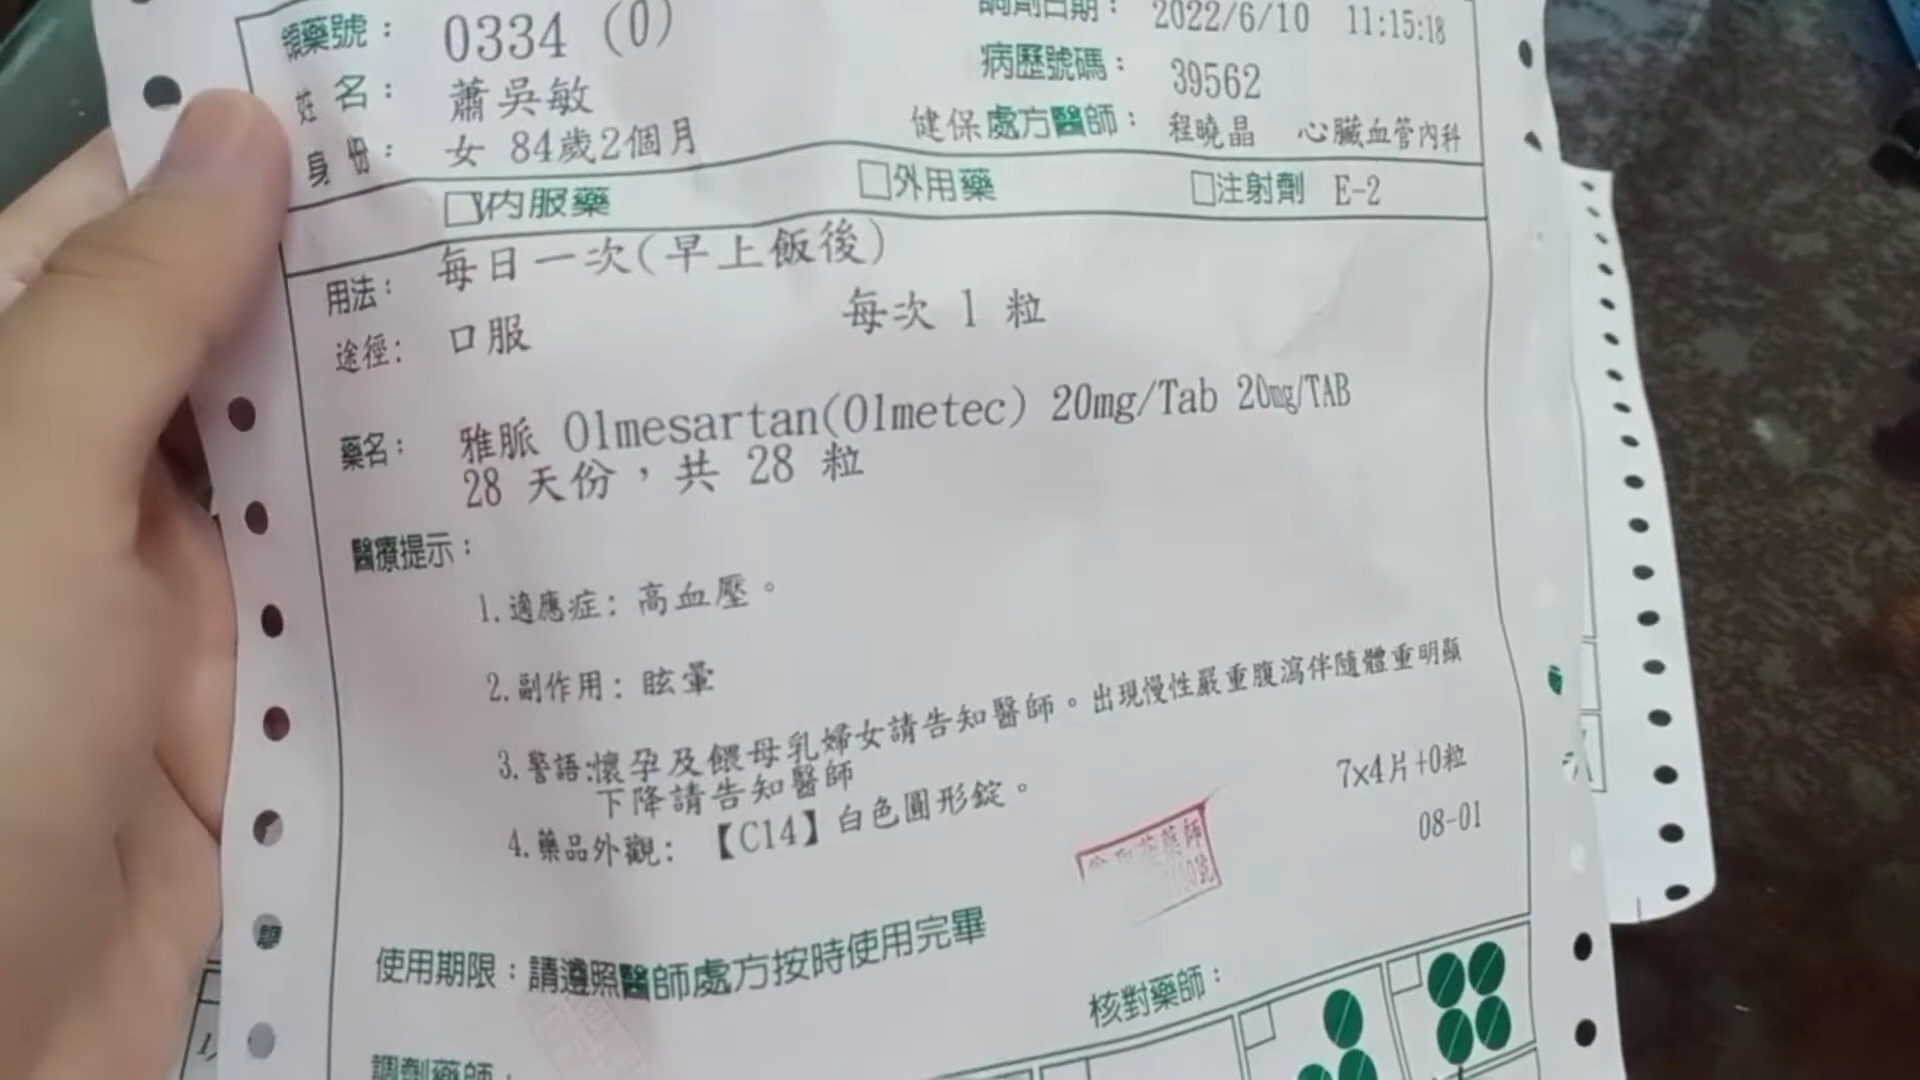 領藥號： 0334 (0)
調劑日期： 2022/6/10 11:15:18
姓名： 蕭吳敏
病歷號碼： 39562
身份： 女 84歲2個月
健保處方醫師： 程曉晶 心臟血管內科
內服藥 外用藥 注射劑 E-2
用法： 每日一次(早上飯後)
途徑: 口服 每次 1 粒
藥名： 雅脈 Olmesartan(Olmetec) 20mg/Tab 20mg/TAB
28 天份，共 28 粒
醫療提示：
1.適應症: 高血壓。
2.副作用: 眩暈
3.警語:懷孕及餵母乳婦女請告知醫師。出現慢性嚴重腹瀉伴隨體重明顯
下降請告知醫師
4.藥品外觀: 【C14】白色圓形錠。
7x4片+0粒
08-01
使用期限：請遵照醫師處方按時使用完畢
核對藥師：
調劑藥師：